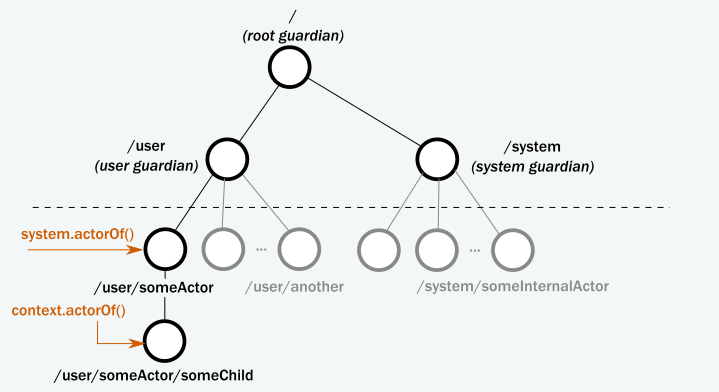 /
(root guardian)
/user
(user guardian)
/system
(system guardian)
system.actorOf()
...
...
/user/someActor
/user/another
/system/someInternalActor
context.actorOf()
/user/someActor/someChild